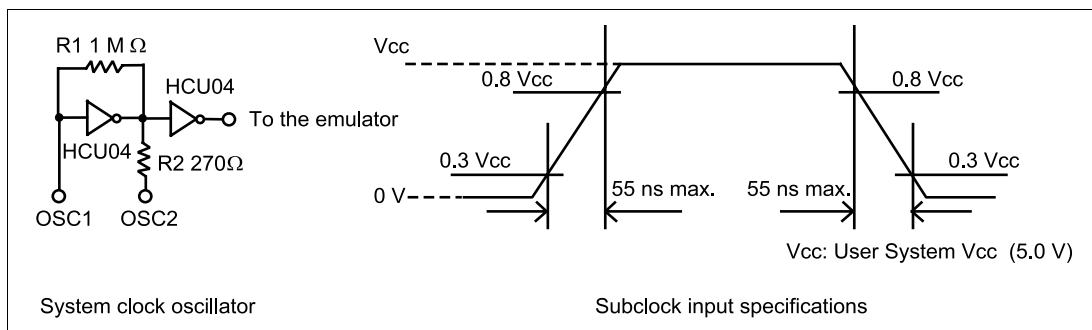 R1 1 M Ω
HCU04
To the emulator
HCU04
R2 270Ω
OSC1
OSC2
System clock oscillator
Vcc
0.8 Vcc
0.8 Vcc
0.3 Vcc
0.3 Vcc
0 V
55 ns max.
55 ns max.
Vcc: User System Vcc (5.0 V)
Subclock input specifications